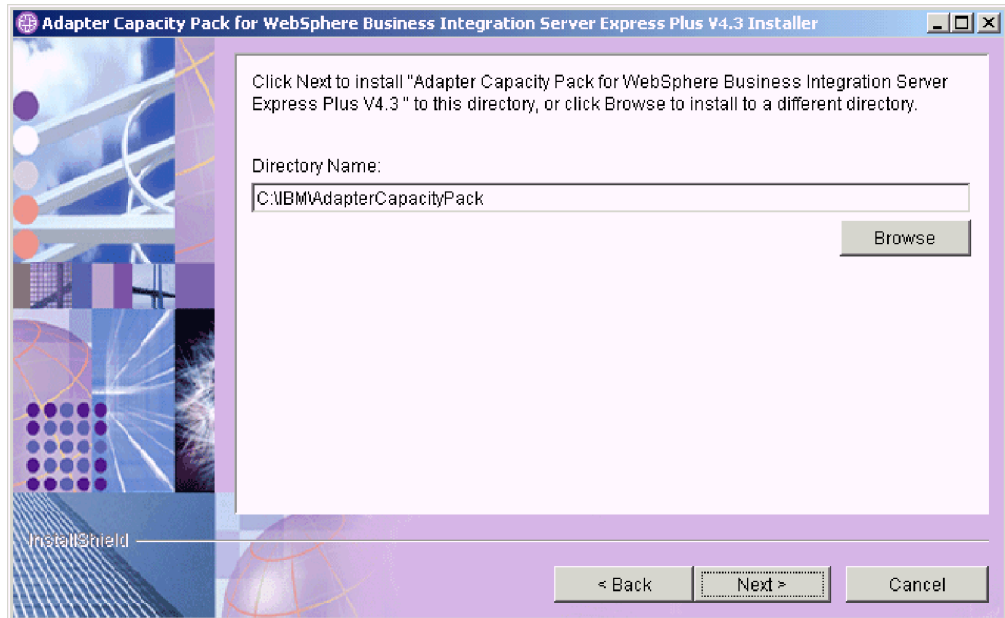 Adapter Capacity Pack for WebSphere Business Integration Server Express Plus V4.3 Installer
Click Next to install "Adapter Capacity Pack for WebSphere Business Integration Server
Express Plus V4.3 " to this directory, or click Browse to install to a different directory.
Directory Name:
C:\IBM\AdapterCapacityPack
Browse
InstallShield
< Back
Next >
Cancel